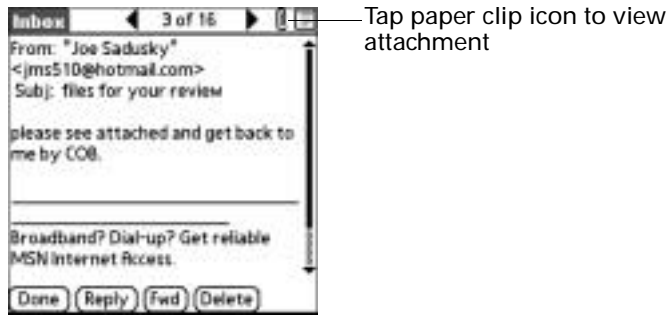 Inbox 3 of 16
Tap paper clip icon to view
attachment
From: "Joe Sadusky"
<jms510@hotmail.com>
Subj: files for your review
please see attached and get back to
me by COB.
Broadband? Dial-up? Get reliable
MSN Internet Access.
Done Reply Fwd Delete